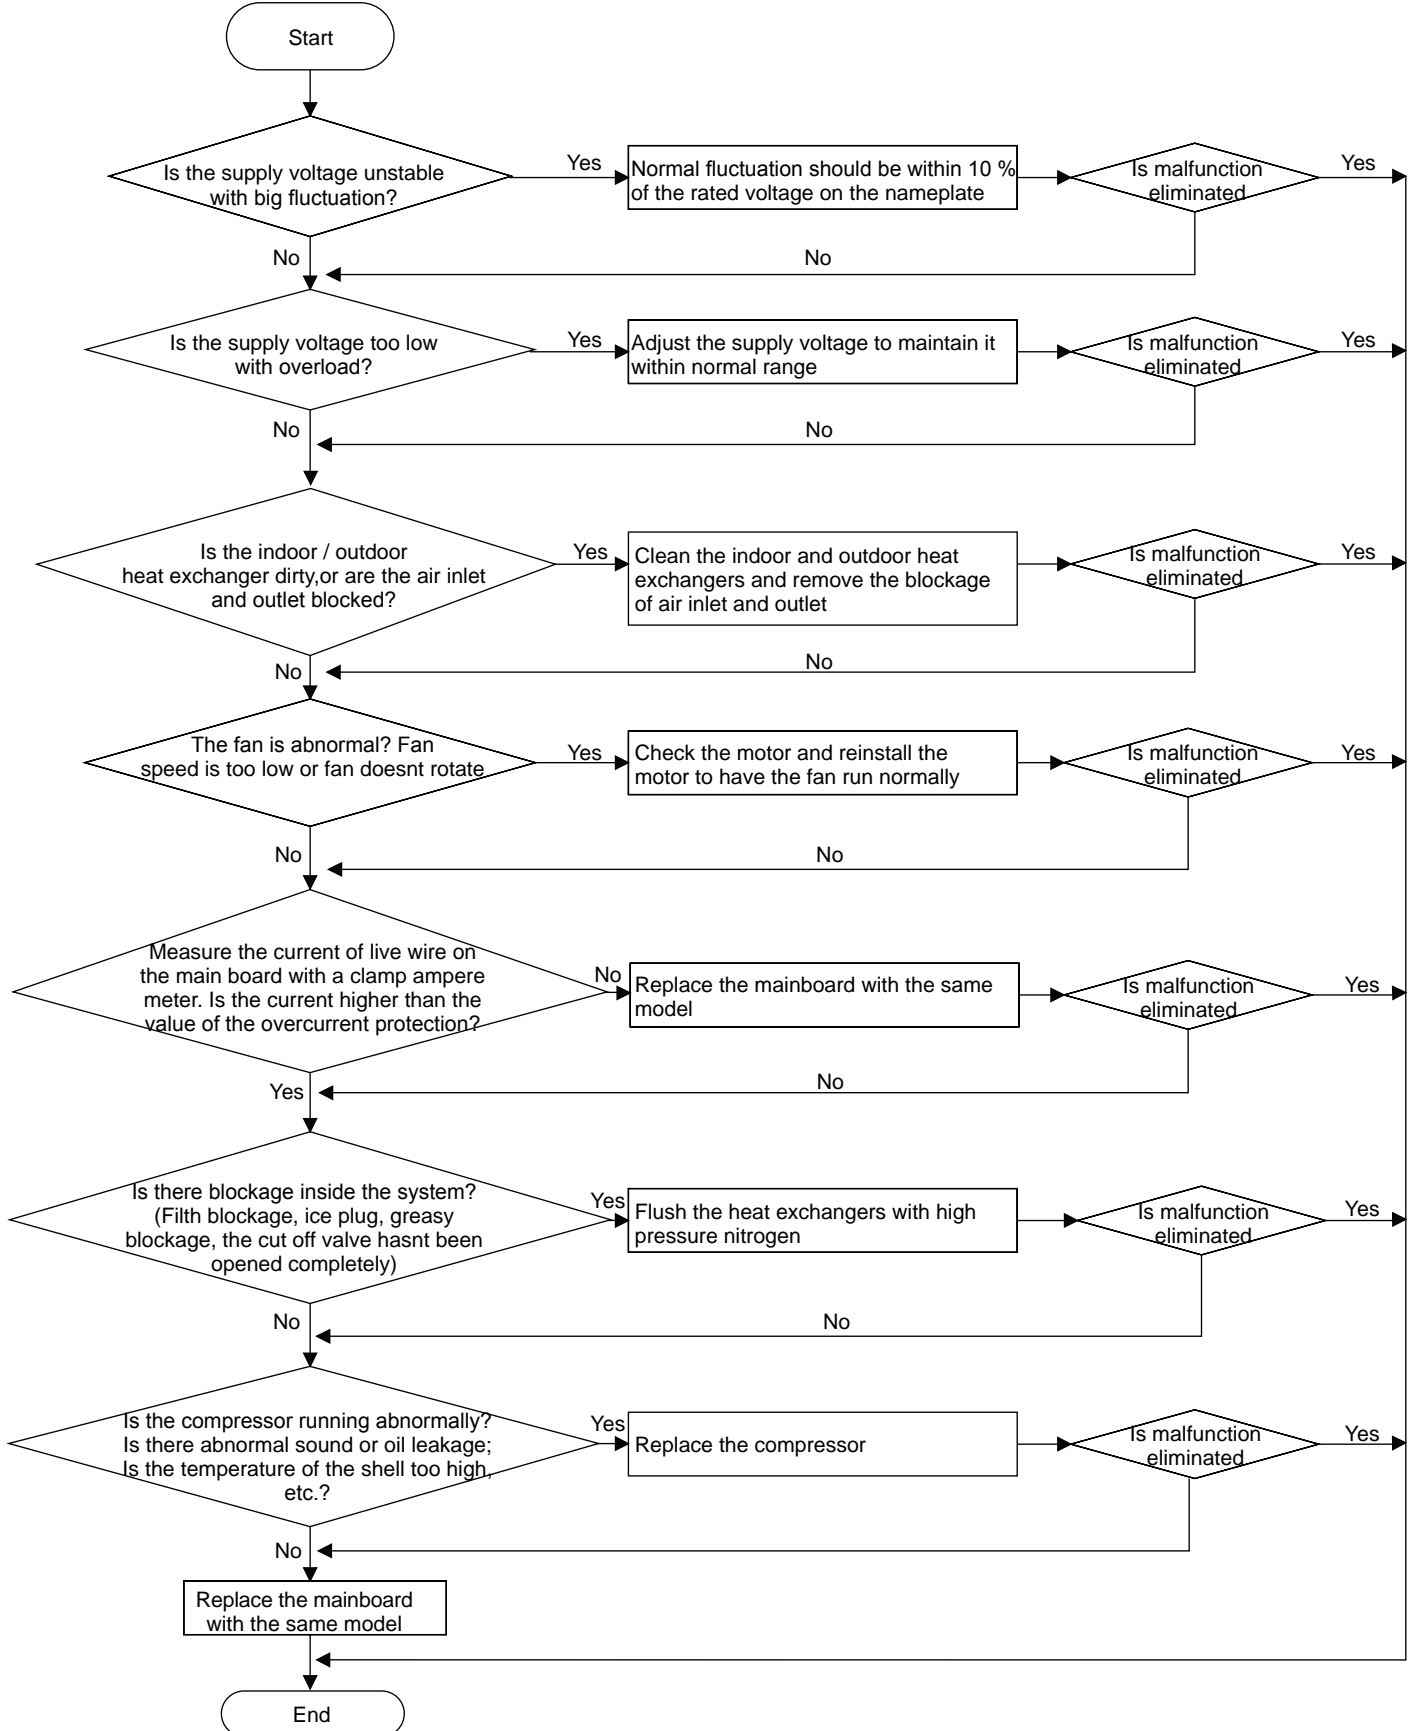 Start
Is the supply voltage unstable
with big fluctuation?
Yes
Normal fluctuation should be within 10 %
of the rated voltage on the nameplate
Is malfunction
eliminated
Yes
No
No
Is the supply voltage too low
with overload?
Yes
Adjust the supply voltage to maintain it
within normal range
Is malfunction
eliminated
Yes
No
No
Is the indoor / outdoor
heat exchanger dirty,or are the air inlet
and outlet blocked?
Yes
Clean the indoor and outdoor heat
exchangers and remove the blockage
of air inlet and outlet
Is malfunction
eliminated
Yes
No
No
The fan is abnormal? Fan
speed is too low or fan doesnt rotate
Yes
Check the motor and reinstall the
motor to have the fan run normally
Is malfunction
eliminated
Yes
No
No
Measure the current of live wire on
the main board with a clamp ampere
meter. Is the current higher than the
value of the overcurrent protection?
No
Replace the mainboard with the same
model
Is malfunction
eliminated
Yes
Yes
No
Is there blockage inside the system?
(Filth blockage, ice plug, greasy
blockage, the cut off valve hasnt been
opened completely)
Yes
Flush the heat exchangers with high
pressure nitrogen
Is malfunction
eliminated
Yes
No
No
Is the compressor running abnormally?
Is there abnormal sound or oil leakage;
Is the temperature of the shell too high,
etc.?
Yes
Replace the compressor
Is malfunction
eliminated
Yes
No
Replace the mainboard
with the same model
End